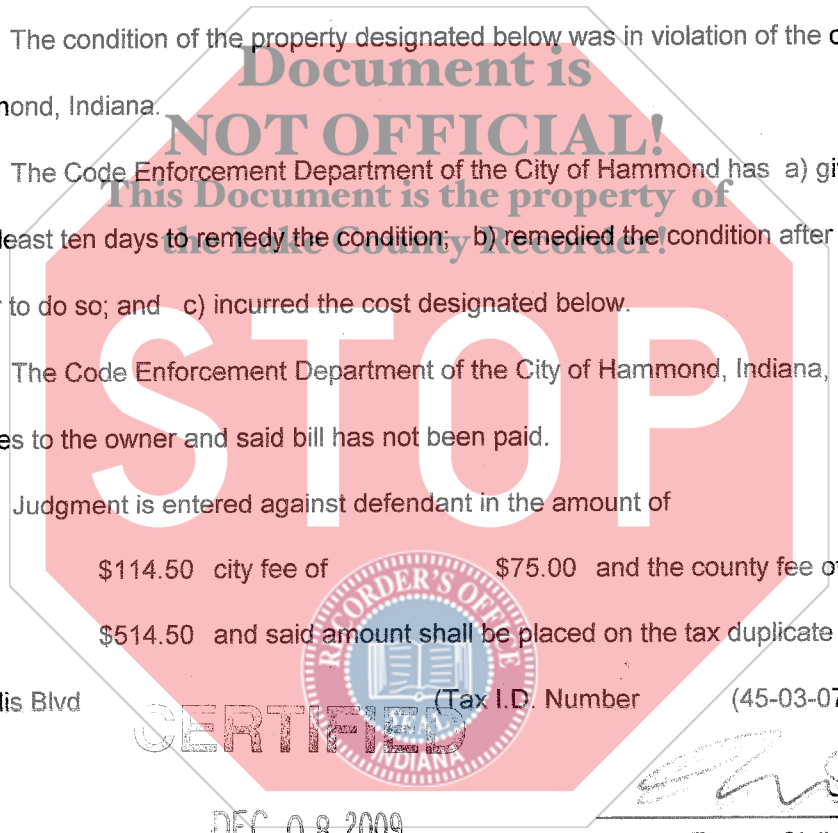 The condition of the property designated below was in violation of the
Document is
mond, Indiana.
NOT OFFICIAL!
The Code Enforcement Department of the City of Hammond has a) gi
This Document is the property of
least ten days to remedy the condition; b) remedied the condition after
the Lake County Recorder!
to do so; and c) incurred the cost designated below.
STOP
The Code Enforcement Department of the City of Hammond, Indiana,
es to the owner and said bill has not been paid.
Judgment is entered against defendant in the amount of
$114.50 city fee of $75.00 and the county fee of
$514.50 and said amount shall be placed on the tax duplicate
RECORDER'S OFFICE
SEAL
INDIANA
lis Blvd (Tax I.D. Number (45-03-07
CERTIFIED
DEC 08 2009